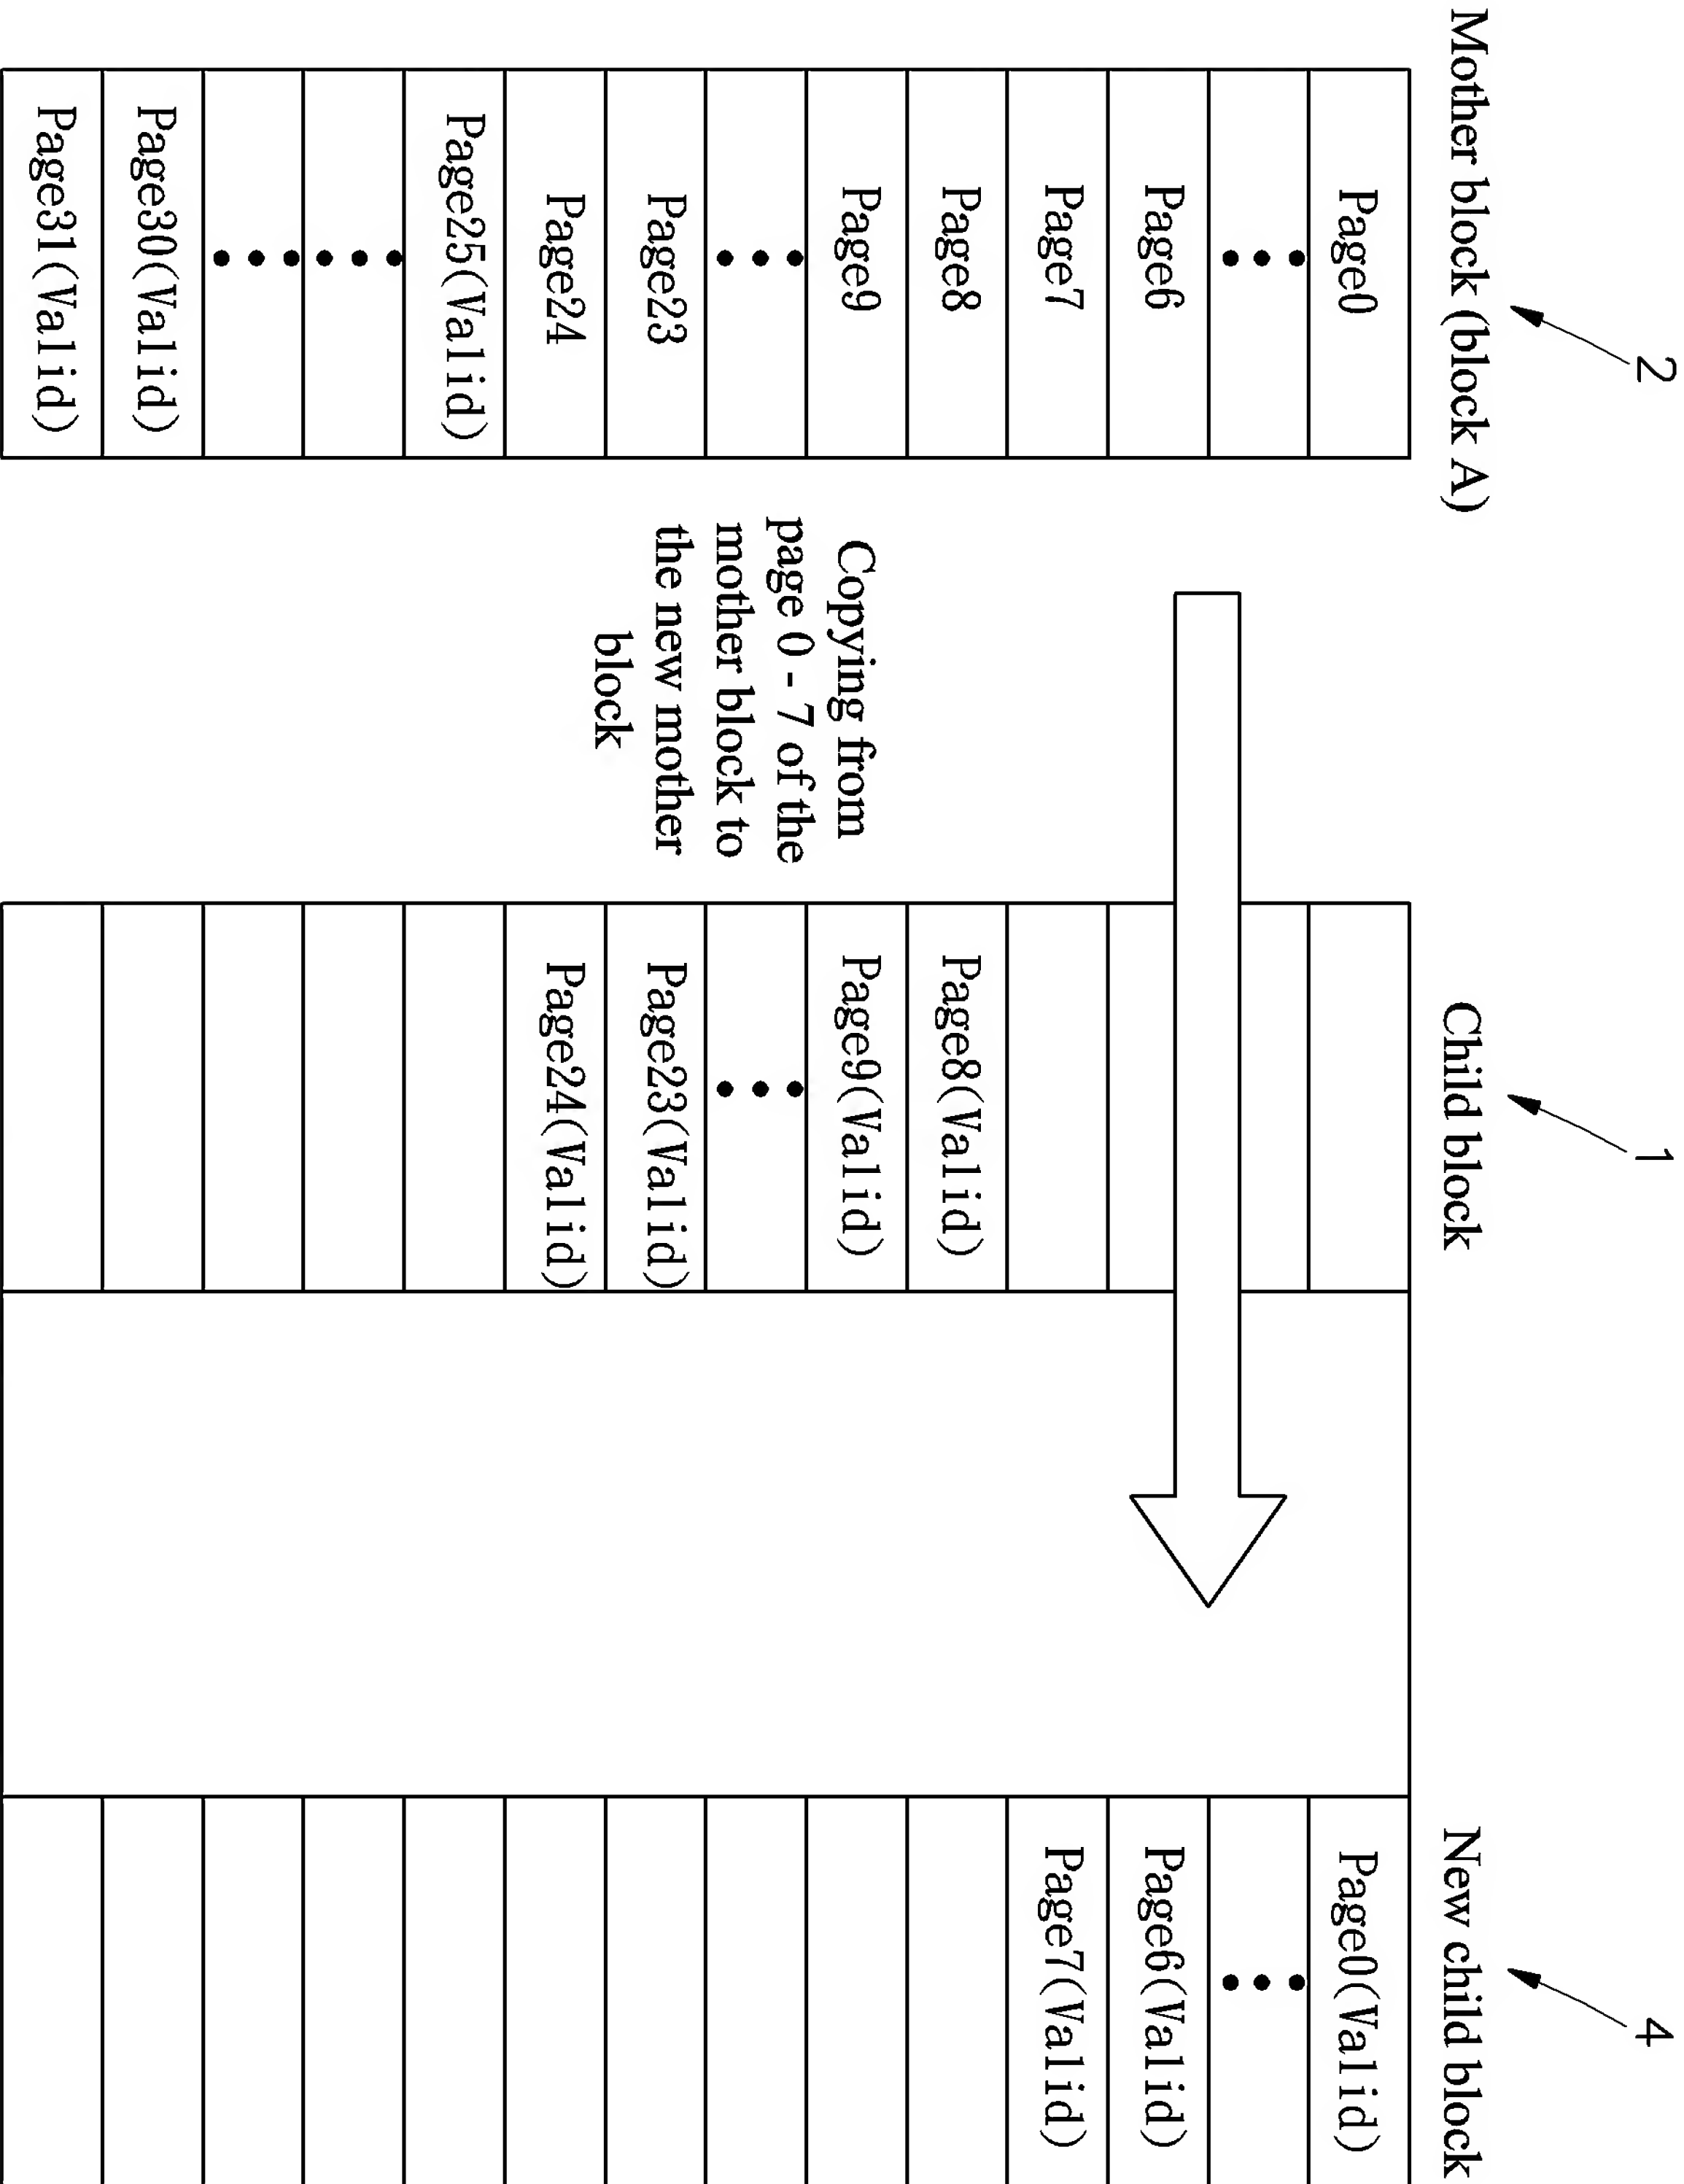 2
1
4
Mother block (block A)
Child block
New child block
Page0
Page6
Page7
Page8
Page9
Page23
Page24
Page25(Valid)
Page30(Valid)
Page31(Valid)
Copying from
page 0 - 7 of the
mother block to
the new mother
block
Page8(Valid)
Page9(Valid)
Page23(Valid)
Page24(Valid)
Page0(Valid)
Page6(Valid)
Page7(Valid)